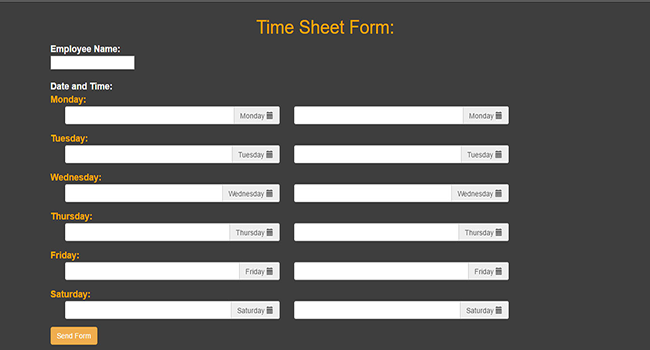 Time Sheet Form:
Employee Name:
Date and Time:
Monday:
Monday Monday
Tuesday:
Tuesday Tuesday
Wednesday:
Wednesday Wednesday
Thursday:
Thursday Thursday
Friday:
Friday Friday
Saturday:
Saturday Saturday
Send Form